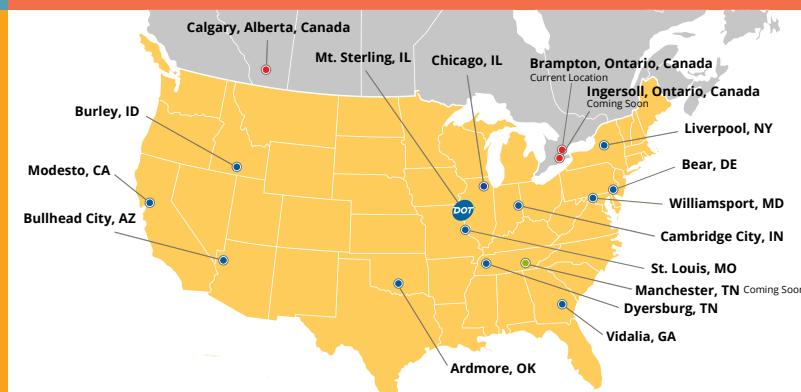 Calgary, Alberta, Canada
Mt. Sterling, IL
Chicago, IL
Brampton, Ontario, Canada
Current Location
Ingersoll, Ontario, Canada
Coming Soon
Burley, ID
Liverpool, NY
Modesto, CA
Bear, DE
Bullhead City, AZ
Williamsport, MD
DOT
Cambridge City, IN
St. Louis, MO
Manchester, TN Coming Soon
Dyersburg, TN
Vidalia, GA
Ardmore, OK